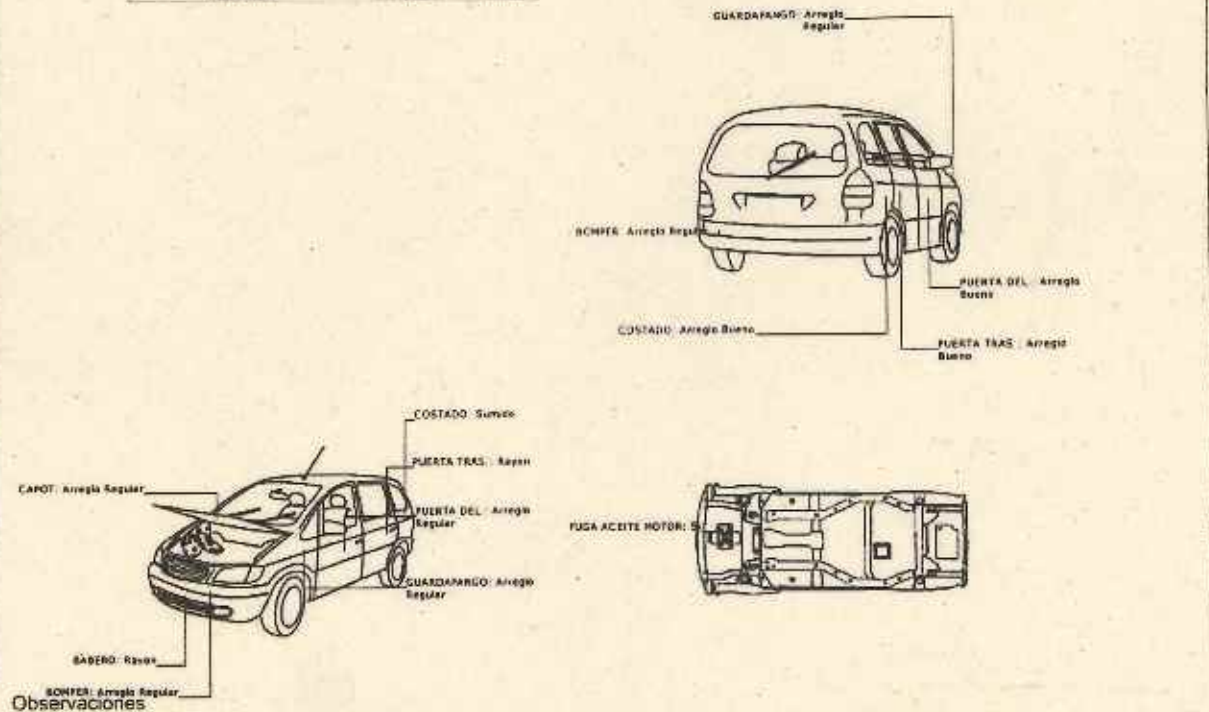 GUARDAFANGO: Arreglo
Regular
BOMPER: Arreglo Regular
PUERTA DEL : Arreglo
Bueno
COSTADO: Arreglo Bueno
PUERTA TRAS : Arreglo
Bueno
COSTADO: Sumido
PUERTA TRAS : Rayon
CAPOT: Arreglo Regular
PUERTA DEL : Arreglo
Regular
FUGA ACEITE MOTOR: S
GUARDAFANGO: Arreglo
Regular
BABERO: Rayon
BOMPER: Arreglo Regular
Observaciones